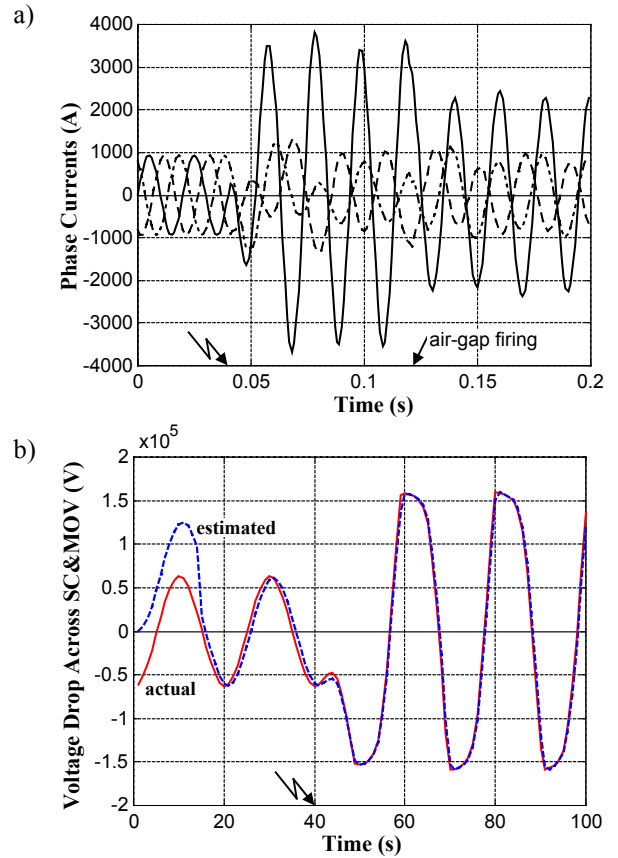 a)
Phase Currents (A)
4000
3000
2000
1000
0
-1000
-2000
-3000
-4000
air-gap firing
0
0.05
0.1
0.15
0.2
Time (s)
b)
x10^5
Voltage Drop Across SC&MOV (V)
2
1.5
1
0.5
0
-0.5
-1
-1.5
-2
estimated
actual
0
20
40
60
80
100
Time (s)